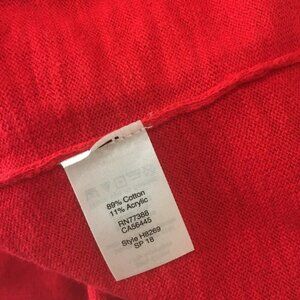 89% Cotton
11% Acrylic
RN77388
CA56445
Style H8269
SP 18